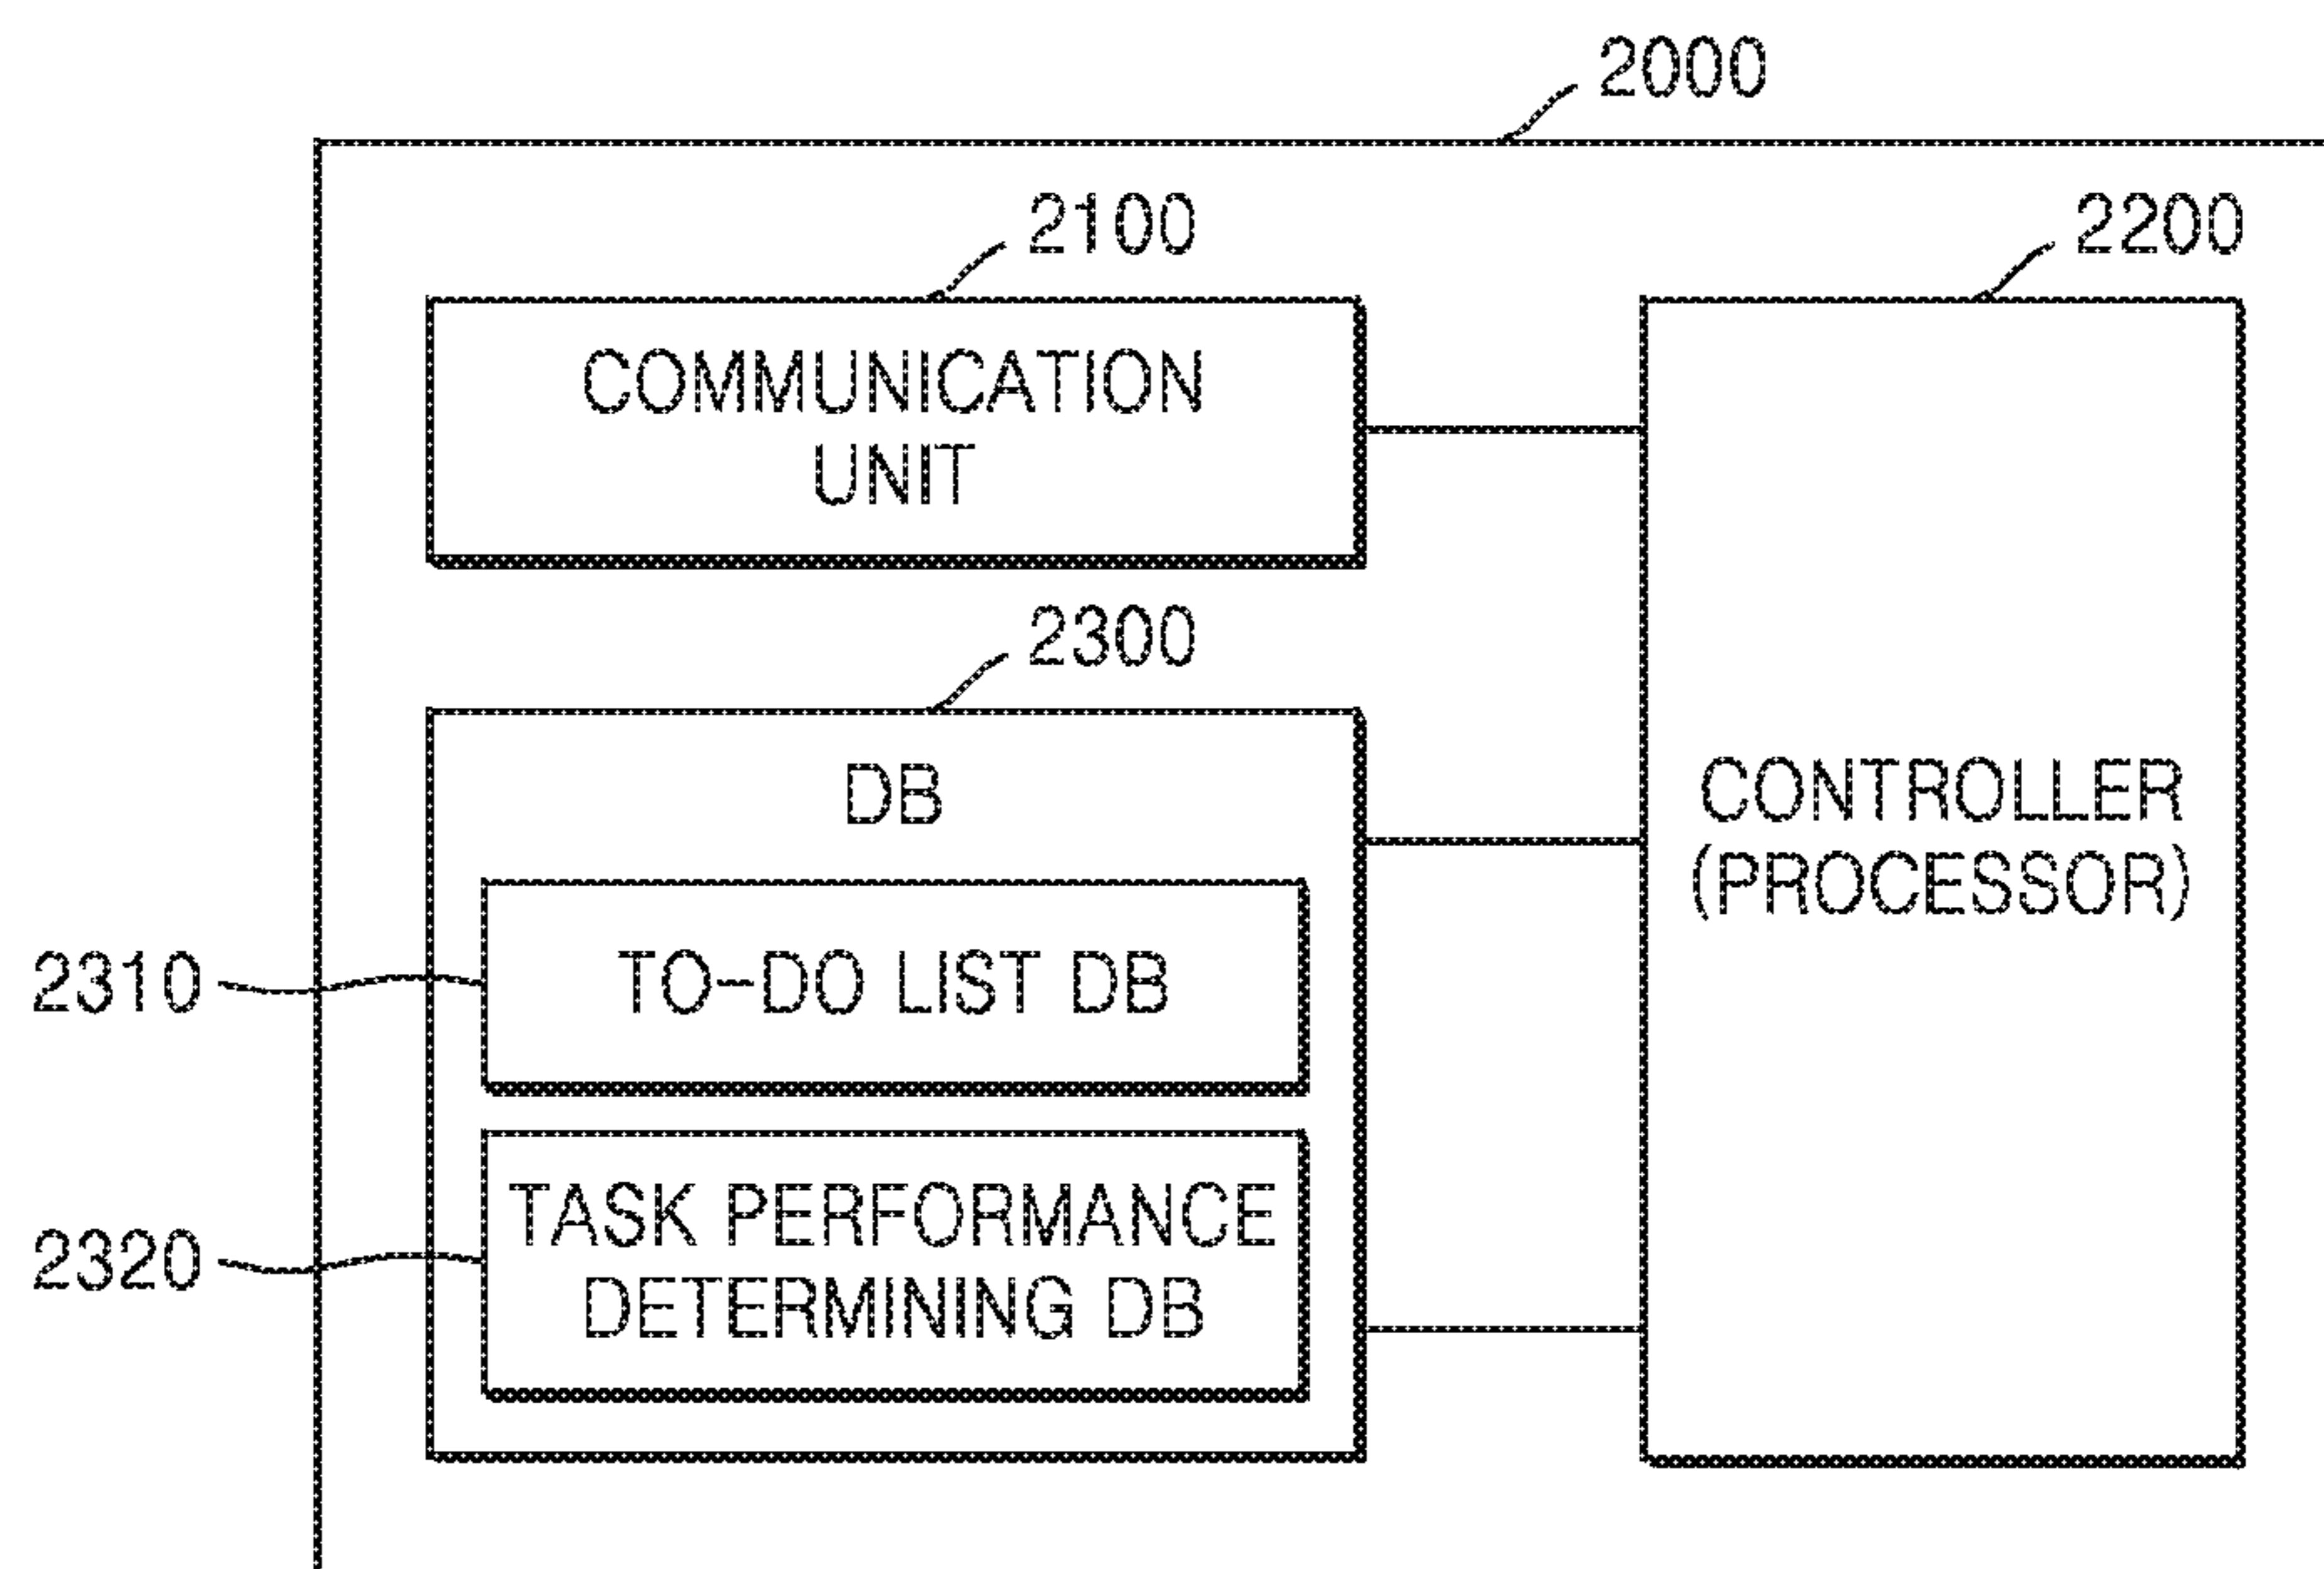 2000
2100
2200
COMMUNICATION
UNIT
2300
DB
CONTROLLER
(PROCESSOR)
2310
TO-DO LIST DB
2320
TASK PERFORMANCE
DETERMINING DB